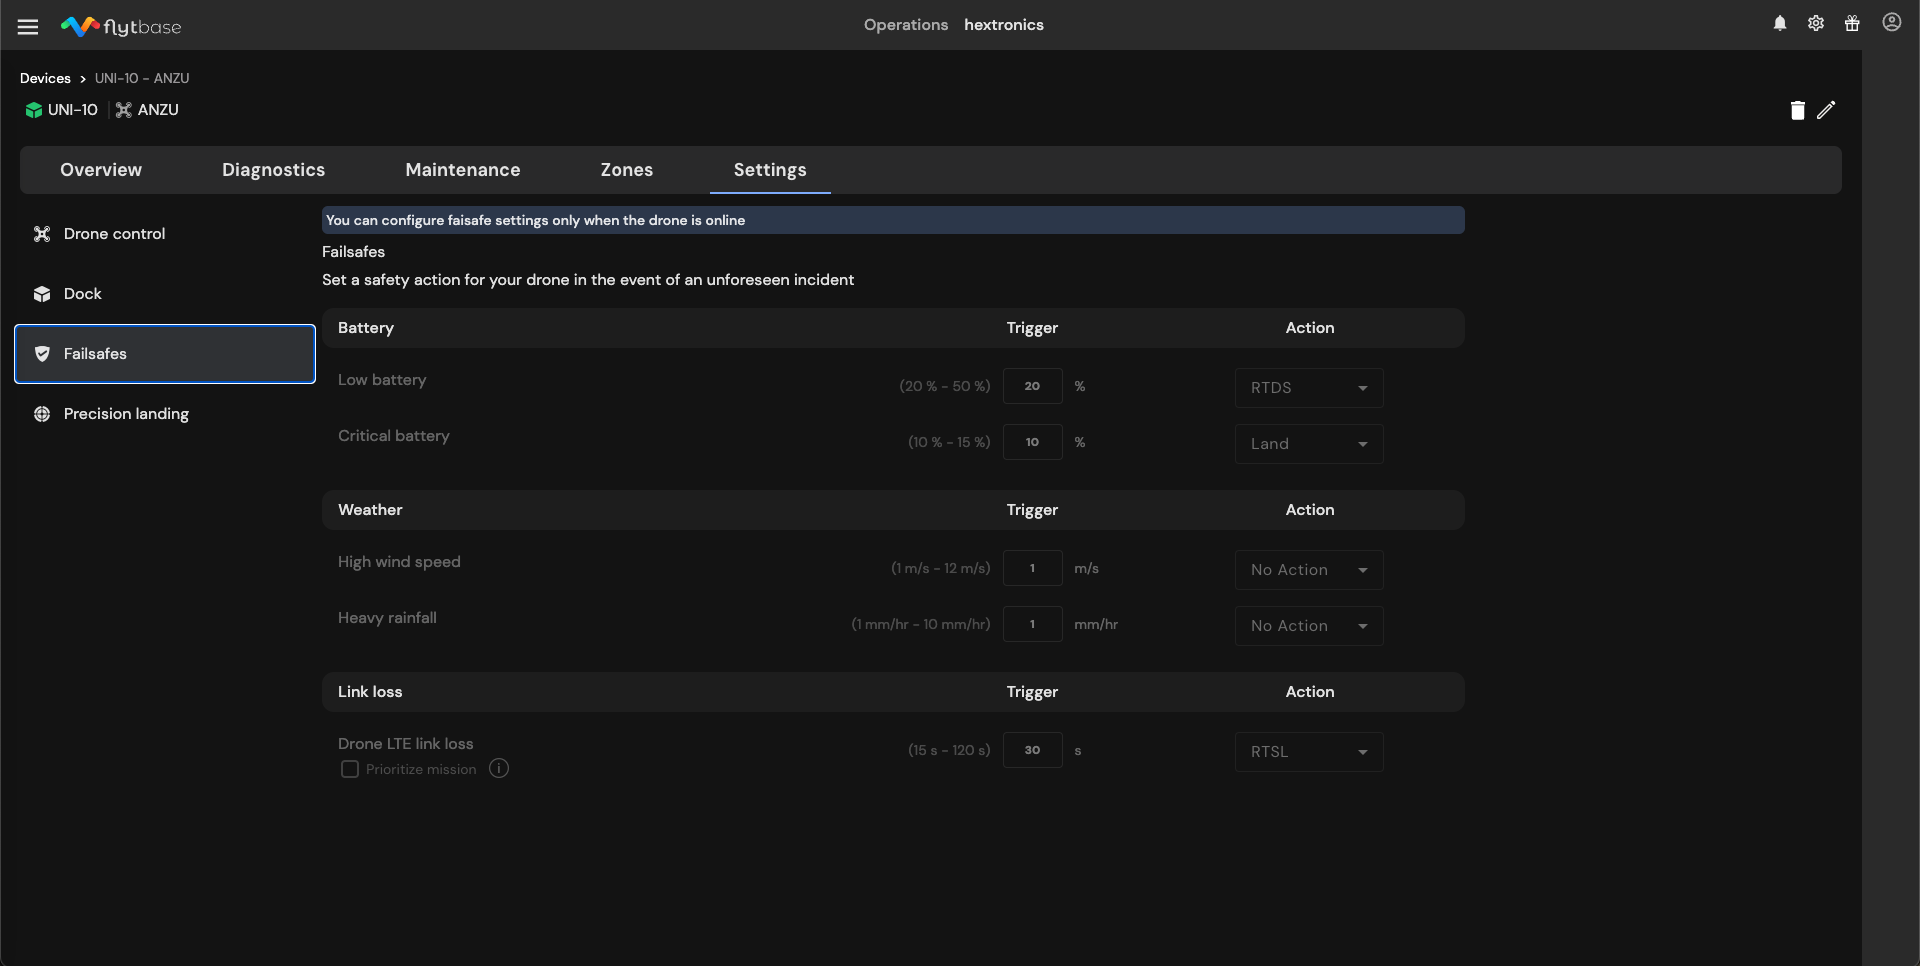 flytbase
Operations hextronics
Devices > UNI-10 - ANZU
UNI-10 | ANZU
Overview Diagnostics Maintenance Zones Settings
Drone control
Dock
Failsafes
Precision landing
You can configure faisafe settings only when the drone is online
Failsafes
Set a safety action for your drone in the event of an unforeseen incident
Battery Trigger Action
Low battery (20 % - 50 %) 20 % RTDS
Critical battery (10 % - 15 %) 10 % Land
Weather Trigger Action
High wind speed (1 m/s - 12 m/s) 1 m/s No Action
Heavy rainfall (1 mm/hr - 10 mm/hr) 1 mm/hr No Action
Link loss Trigger Action
Drone LTE link loss (15 s - 120 s) 30 s RTSL
Prioritize mission